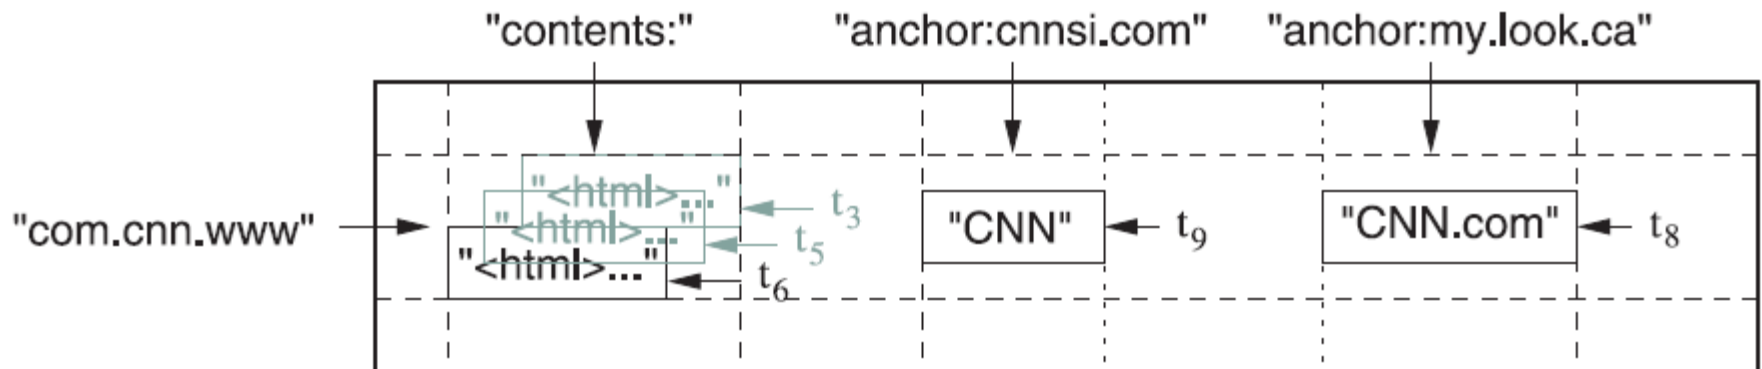 "contents:"
"anchor:cnnsi.com"
"anchor:my.look.ca"
"<html>..."
t3
"com.cnn.www"
"<html>..."
t5
"<html>..."
t6
"CNN"
t9
"CNN.com"
t8